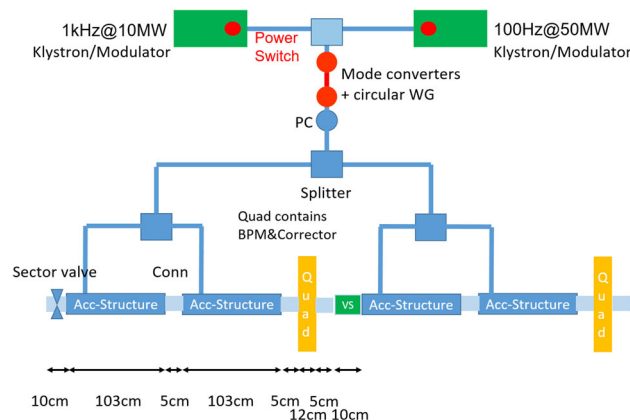 1kHz@10MW
Klystron/Modulator
Power
Switch
100Hz@50MW
Klystron/Modulator
Mode converters
+ circular WG
PC
Splitter
Quad contains
BPM&Corrector
Sector valve
Conn
Quad
Quad
Acc-Structure
Acc-Structure
VS
Acc-Structure
Acc-Structure
10cm 103cm 5cm 103cm 5cm 5cm
12cm 10cm